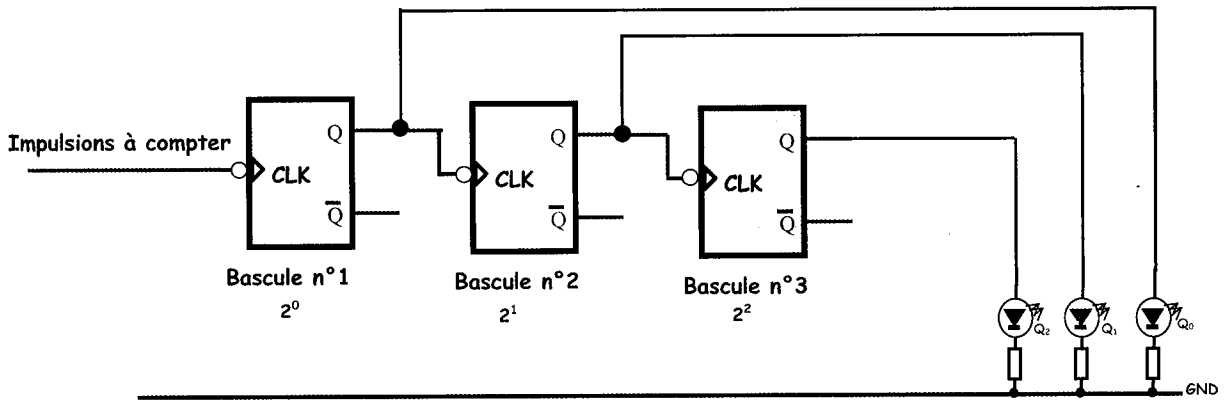 Impulsions à compter
CLK
Q
Q̅
Bascule n°1
2⁰
CLK
Q
Q̅
Bascule n°2
2¹
CLK
Q
Q̅
Bascule n°3
2²
Q₂
Q₁
Q₀
GND